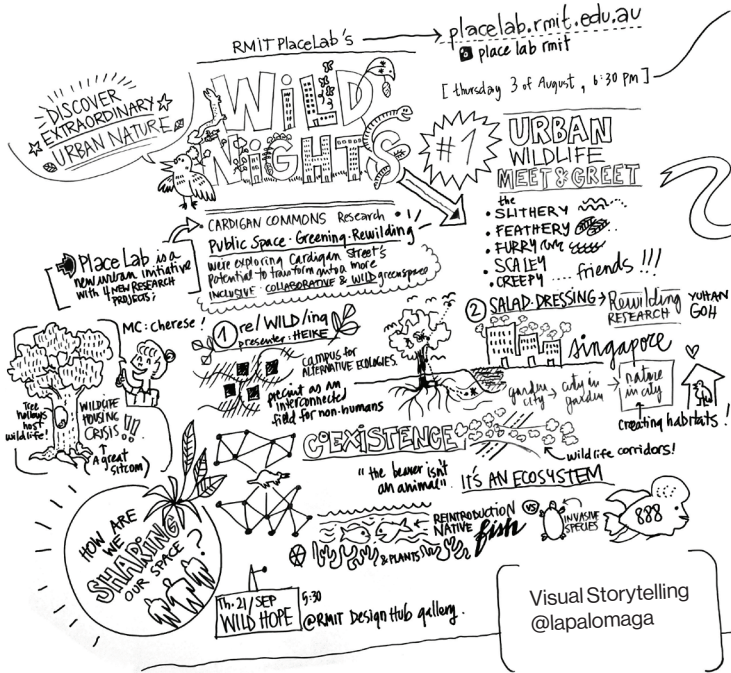 RMIT PLACELAB'S
placelab.rmit.edu.au
place lab rmit
[ Thursday 3 of August, 6:30 pm ]
DISCOVER
EXTRAORDINARY
URBAN NATURE
WILD
NIGHTS
#1
URBAN
WILDLIFE
MEET & GREET
the
• SLITHERY
• FEATHERY
• FURRY
• SCALEY
• CREEPY .... friends !!!
CARDIGAN COMMONS Research
Public Space · Greening · Rewilding
were exploring Cardigan Street's
Potential to transform into a more
INCLUSIVE · COLLABORATIVE & WILD greenspace
Place Lab is a
new urban initiative
with 4 NEW RESEARCH
PROJECTS;
MC: Cherese!
Tree
hollows
host
wildlife!
WILDLIFE
HOUSING
CRISIS!!!
(A great
sitcom)
1 re/WILD/ing
presenter: HEIKE
CAMPUS for
ALTERNATIVE ECOLOGIES.
precint as an
interconnected
field for non-humans
2 SALAD-DRESSING → Rewilding
RESEARCH
YUHAN
GOH
singapore
garden
city → city in
garden → nature
in city
creating habitats!
wildlife corridors!
COEXISTENCE
"the beaver isn't
an animal"
IT'S AN ECOSYSTEM
REINTRODUCTION
NATIVE fish
& PLANTS
VS
INVASIVE
SPECIES
888
HOW ARE
WE
SHARING
OUR SPACE?
Th. 21/SEP
WILD HOPE
5:30
@RMIT Design Hub gallery.
Visual Storytelling
@lapalomaga